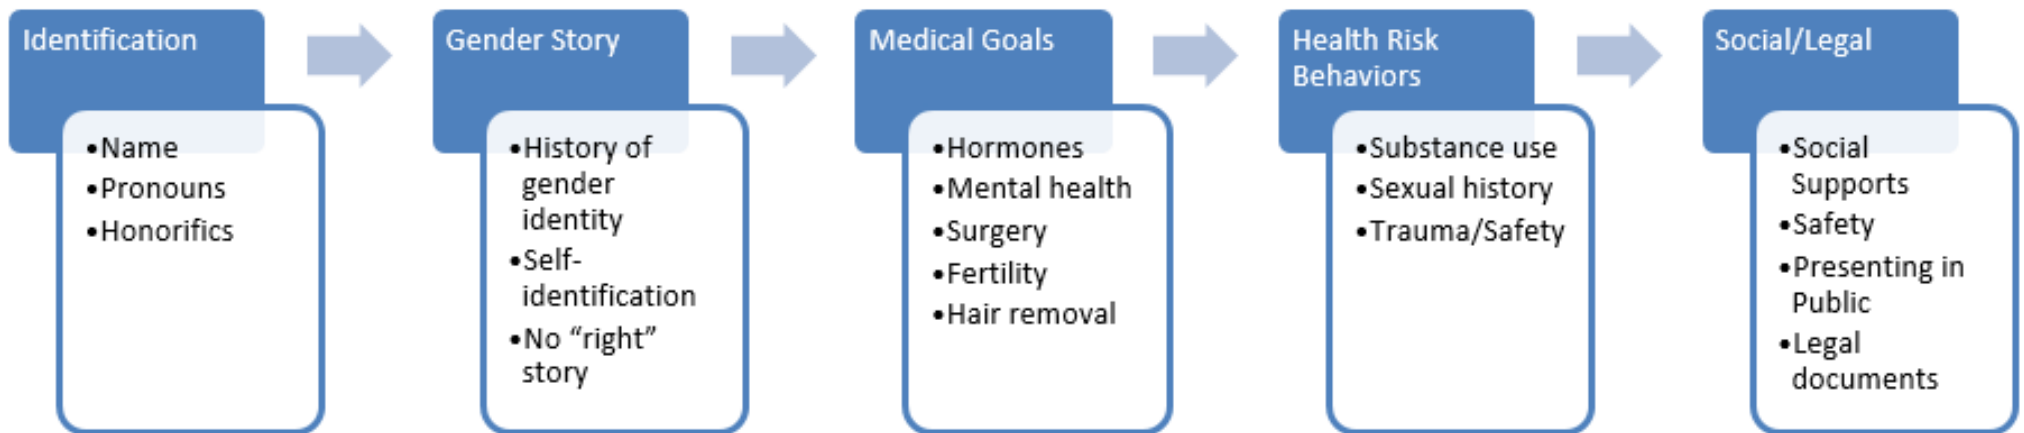 Identification
•Name
•Pronouns
•Honorifics
Gender Story
•History of
gender
identity
•Self-
identification
•No “right”
story
Medical Goals
•Hormones
•Mental health
•Surgery
•Fertility
•Hair removal
Health Risk
Behaviors
•Substance use
•Sexual history
•Trauma/Safety
Social/Legal
•Social
Supports
•Safety
•Presenting in
Public
•Legal
documents